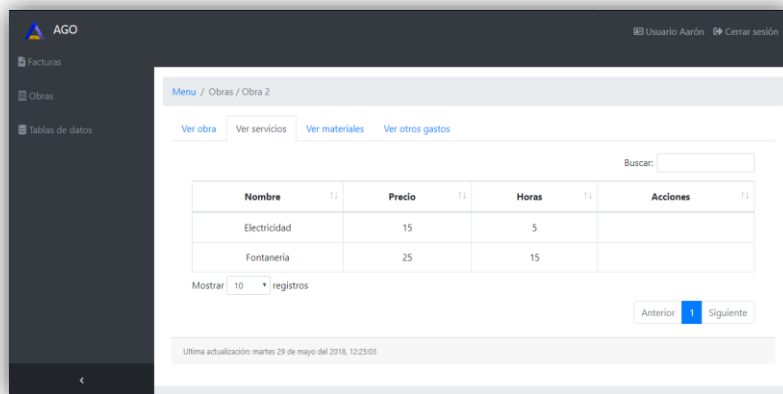 AGO
Usuario Aarón Cerrar sesión
Facturas
Obras
Tablas de datos
Menu / Obras / Obra 2
Ver obra Ver servicios Ver materiales Ver otros gastos
Buscar:
Nombre Precio Horas Acciones
Electricidad 15 5
Fontaneria 25 15
Mostrar 10 registros
Anterior 1 Siguiente
Ultima actualización: martes 29 de mayo del 2018, 12:25:03